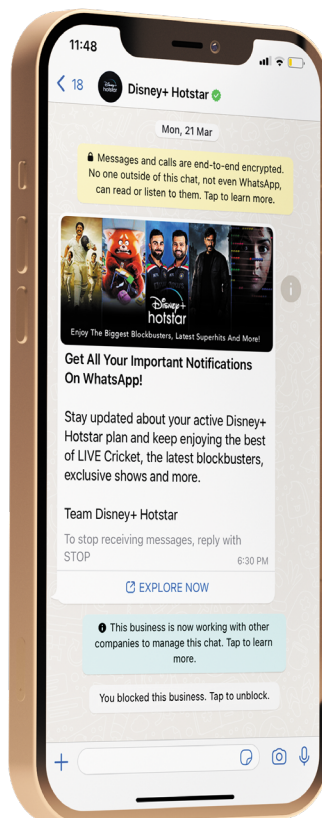 11:48
18
Disney+ hotstar
Disney+ Hotstar
Mon, 21 Mar
Messages and calls are end-to-end encrypted.
No one outside of this chat, not even WhatsApp,
can read or listen to them. Tap to learn more.
Disney+
hotstar
Enjoy The Biggest Blockbusters, Latest Superhits And More!
Get All Your Important Notifications
On WhatsApp!
Stay updated about your active Disney+
Hotstar plan and keep enjoying the best
of LIVE Cricket, the latest blockbusters,
exclusive shows and more.
Team Disney+ Hotstar
To stop receiving messages, reply with
STOP
6:30 PM
EXPLORE NOW
This business is now working with other
companies to manage this chat. Tap to learn
more.
You blocked this business. Tap to unblock.